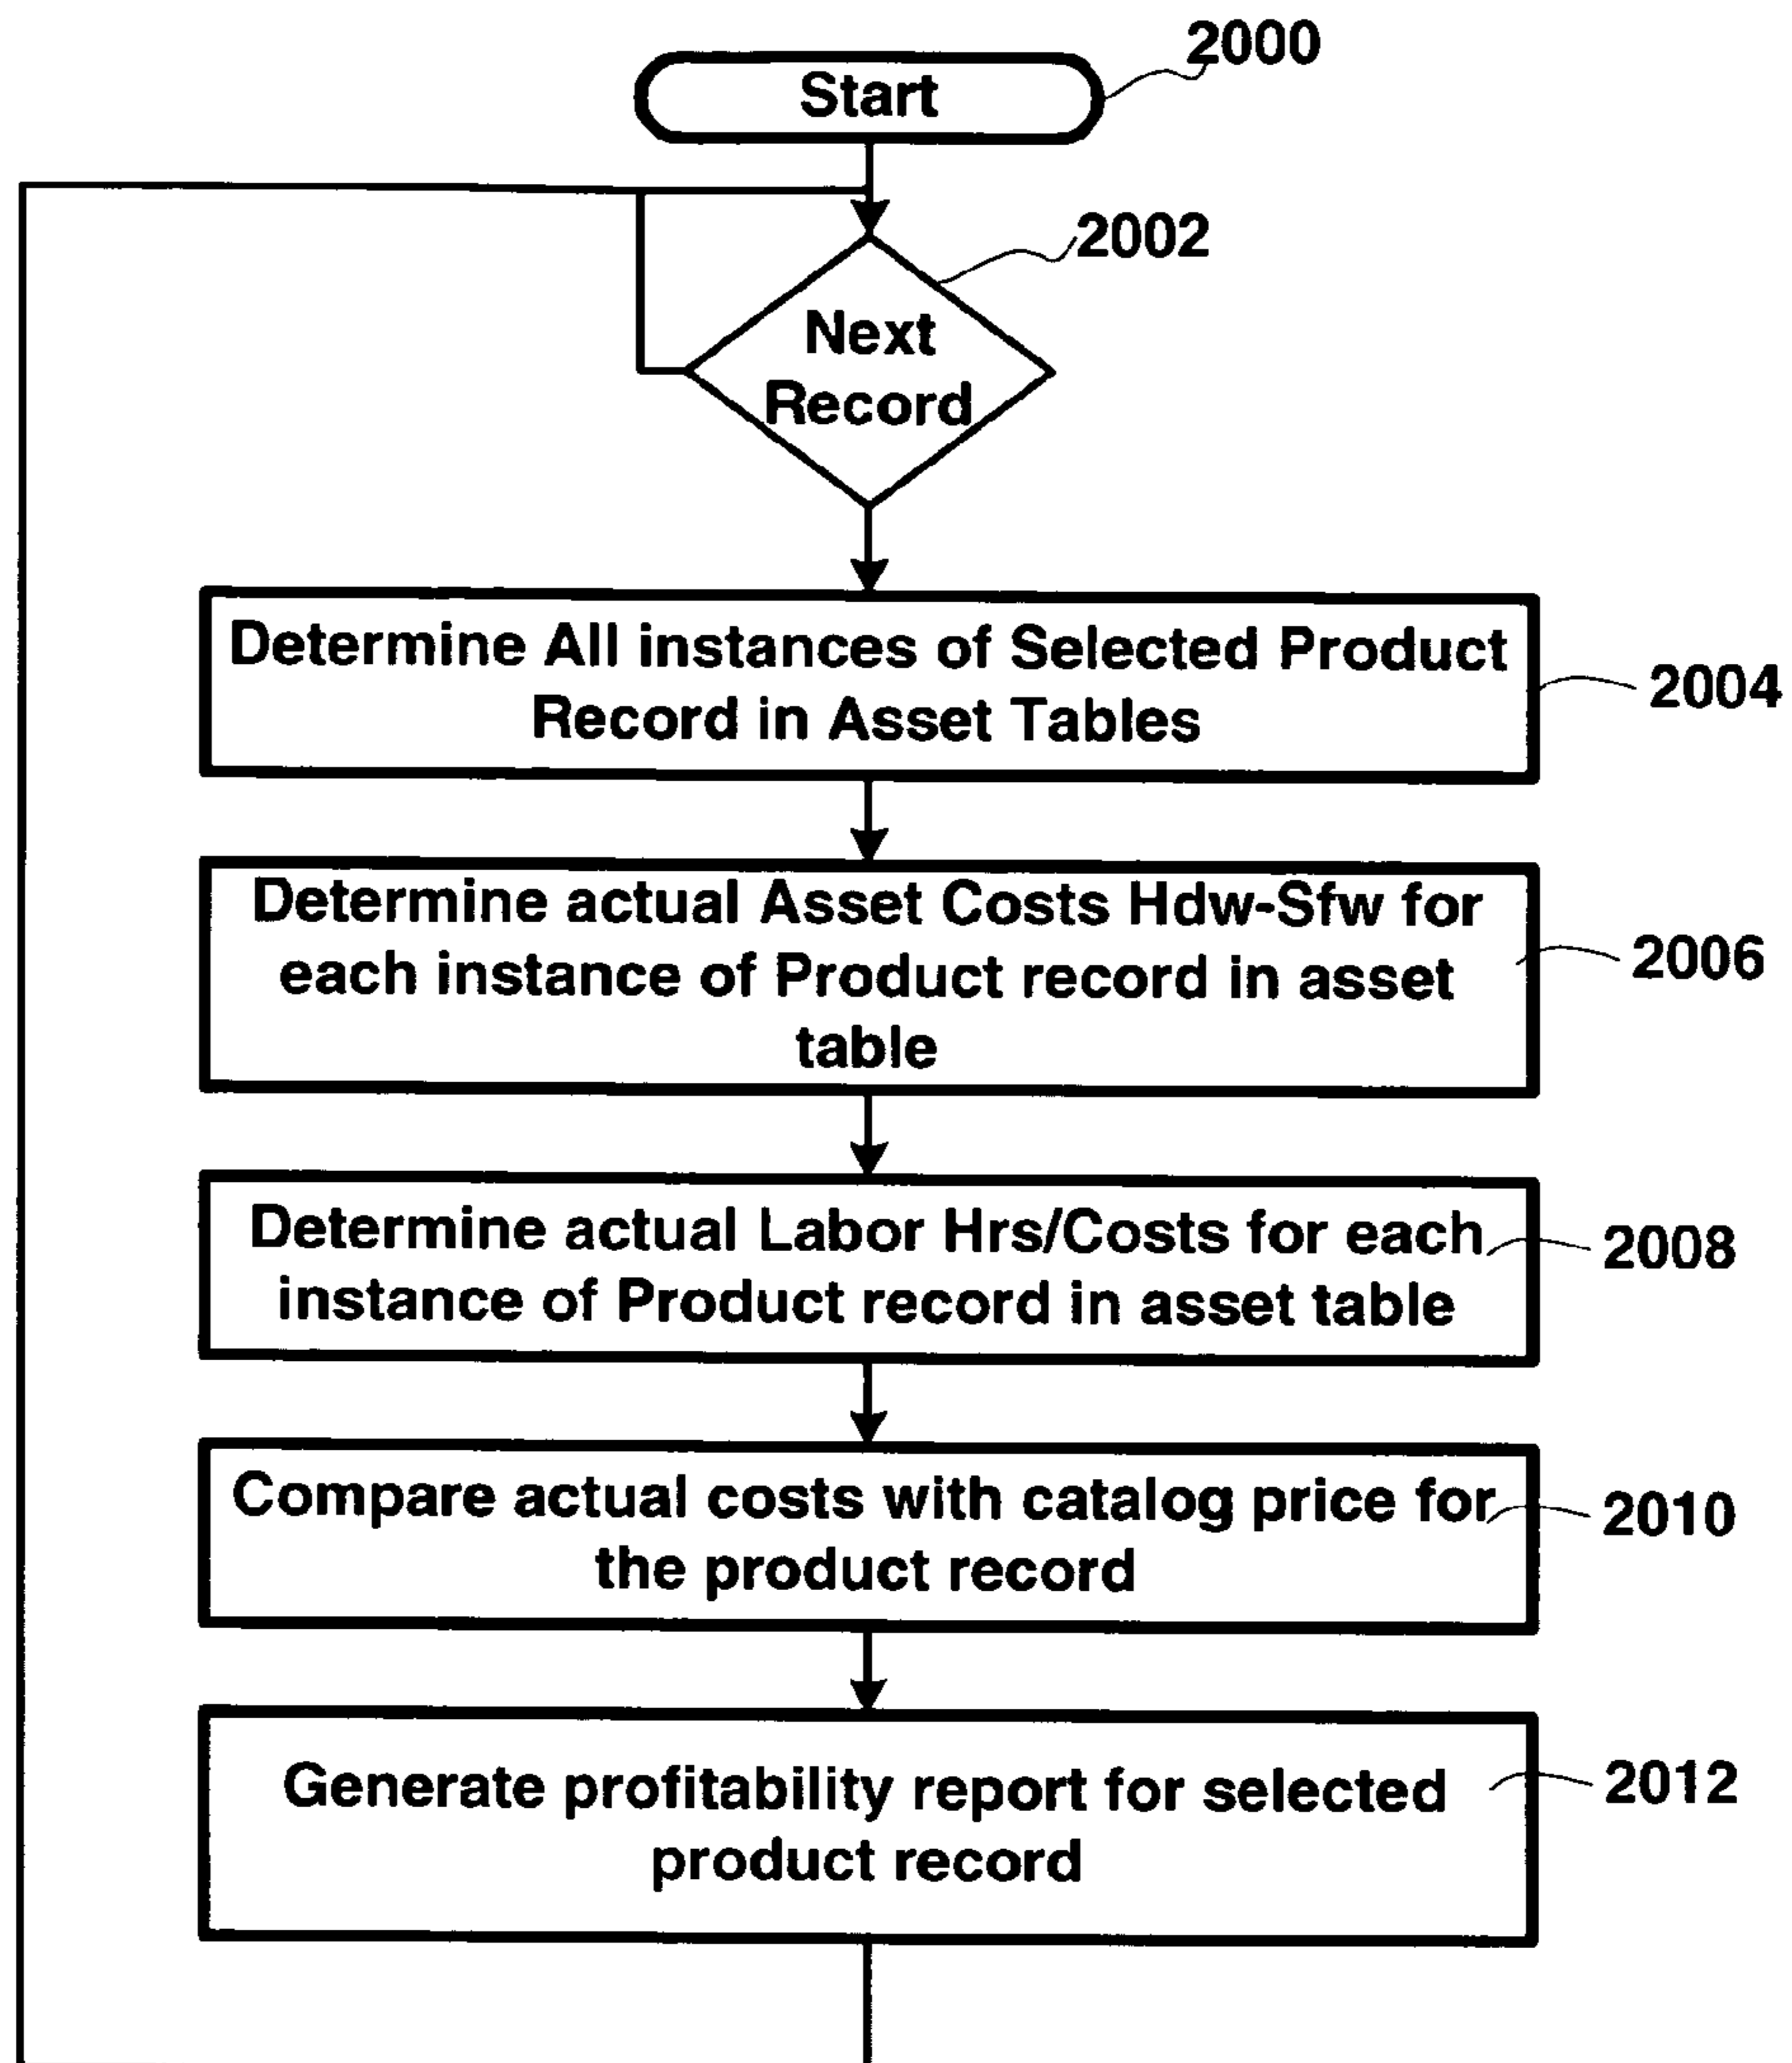 2000
Start
2002
Next
Record
Determine All instances of Selected Product
Record in Asset Tables
2004
Determine actual Asset Costs Hdw-Sfw for
each instance of Product record in asset
table
2006
Determine actual Labor Hrs/Costs for each
instance of Product record in asset table
2008
Compare actual costs with catalog price for
the product record
2010
Generate profitability report for selected
product record
2012